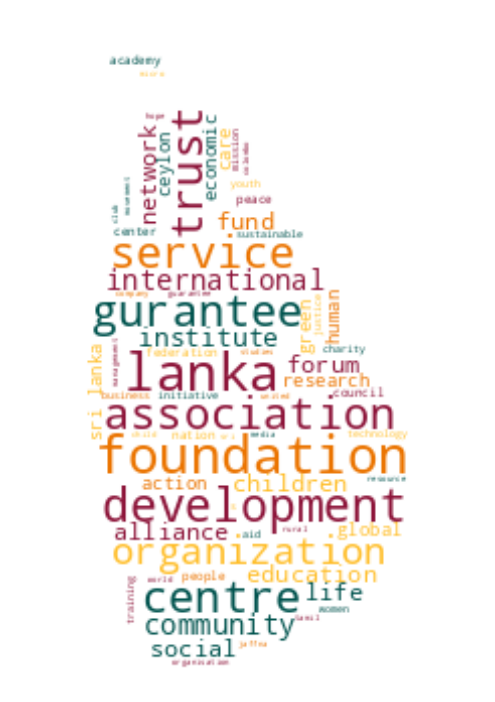 academy
micro
hope
trust
network
ceylon
economic
care
mission
colombo
youth
peace
club
movement
center
fund
sustainable
service
international
company
guarantee
gurantee
green
justice
human
institute
charity
sri lanka
management
federation
studies
lanka
forum
research
business
initiative
united
council
association
child
nation
sri
media
technology
foundation
action
children
resource
development
alliance
aid
rural
global
organization
education
training
world
people
centre
life
women
community
tamil
social
jaffna
organisation